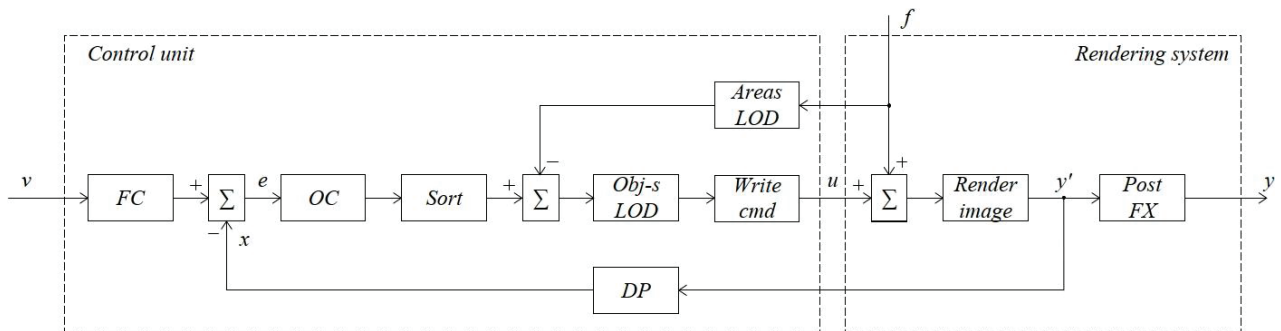 f
Control unit
Rendering system
Areas
LOD
−
+
v
FC
+
Σ
e
OC
Sort
+
Σ
Obj-s
LOD
Write
cmd
u
+
Σ
Render
image
y'
Post
FX
y
−
x
DP